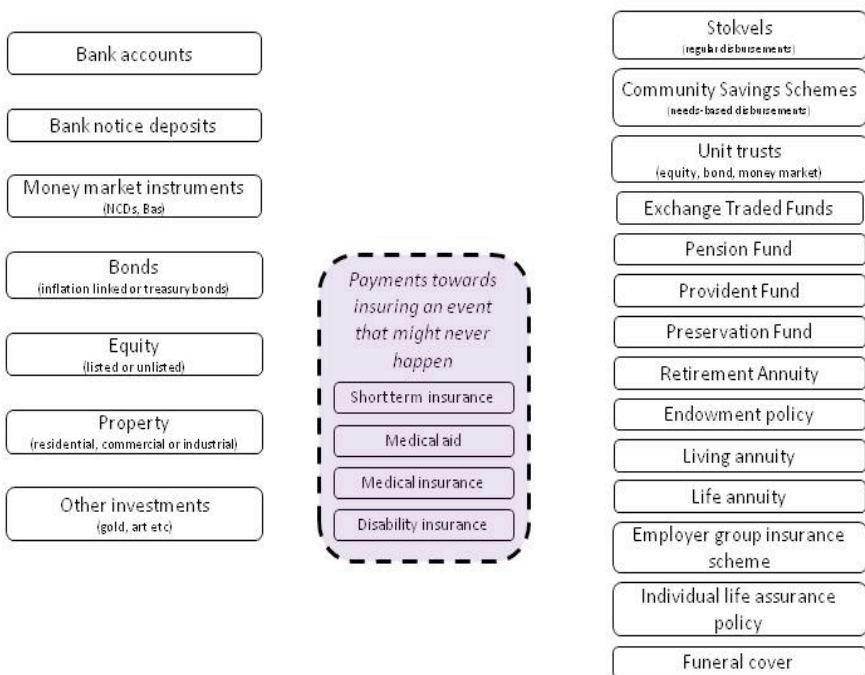 Bank accounts
Bank notice deposits
Money market instruments
(NCDs, Bas)
Bonds
(inflation linked or treasury bonds)
Equity
(listed or unlisted)
Property
(residential, commercial or industrial)
Other investments
(gold, art etc)
Payments towards
insuring an event
that might never
happen
Short term insurance
Medical aid
Medical insurance
Disability insurance
Stokvels
(regular disbursements)
Community Savings Schemes
(needs-based disbursements)
Unit trusts
(equity, bond, money market)
Exchange Traded Funds
Pension Fund
Provident Fund
Preservation Fund
Retirement Annuity
Endowment policy
Living annuity
Life annuity
Employer group insurance
scheme
Individual life assurance
policy
Funeral cover